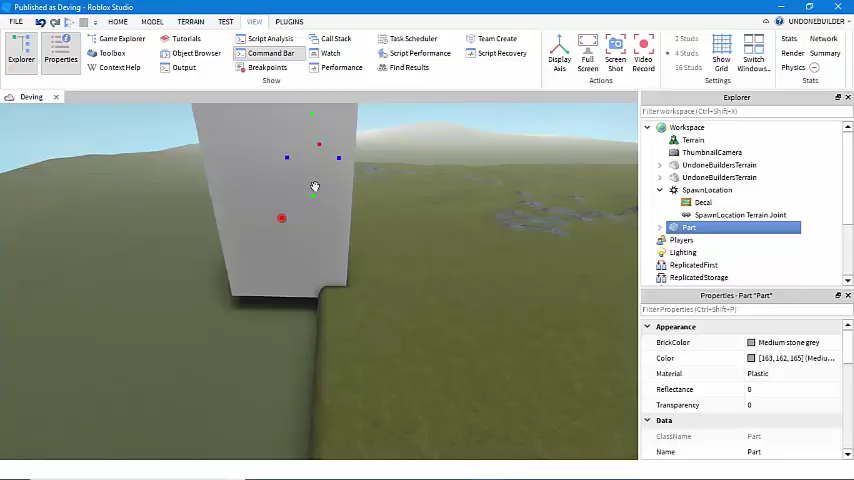 Published as Deving - Roblox Studio
FILE HOME MODEL TERRAIN TEST VIEW PLUGINS UNDONEBUILDER
Explorer Properties
Game Explorer Tutorials Script Analysis Call Stack Task Scheduler Team Create
Toolbox Object Browser Command Bar Watch Script Performance Script Recovery
Context Help Output Breakpoints Performance Find Results
Show
Display Axis Full Screen Screen Shot Video Record
Actions
2 Studs
4 Studs
16 Studs
Show Grid Switch Windows...
Settings
Stats Network
Render Summary
Physics
Stats
Deving
Explorer
Filter workspace (Ctrl+Shift+X)
Workspace
Terrain
ThumbnailCamera
UndoneBuildersTerrain
UndoneBuildersTerrain
SpawnLocation
Decal
SpawnLocation Terrain Joint
Part
Players
Lighting
ReplicatedFirst
ReplicatedStorage
Properties - Part "Part"
Filter Properties (Ctrl+Shift+P)
Appearance
BrickColor Medium stone grey
Color [163, 162, 165] (Mediu...
Material Plastic
Reflectance 0
Transparency 0
Data
ClassName Part
Name Part